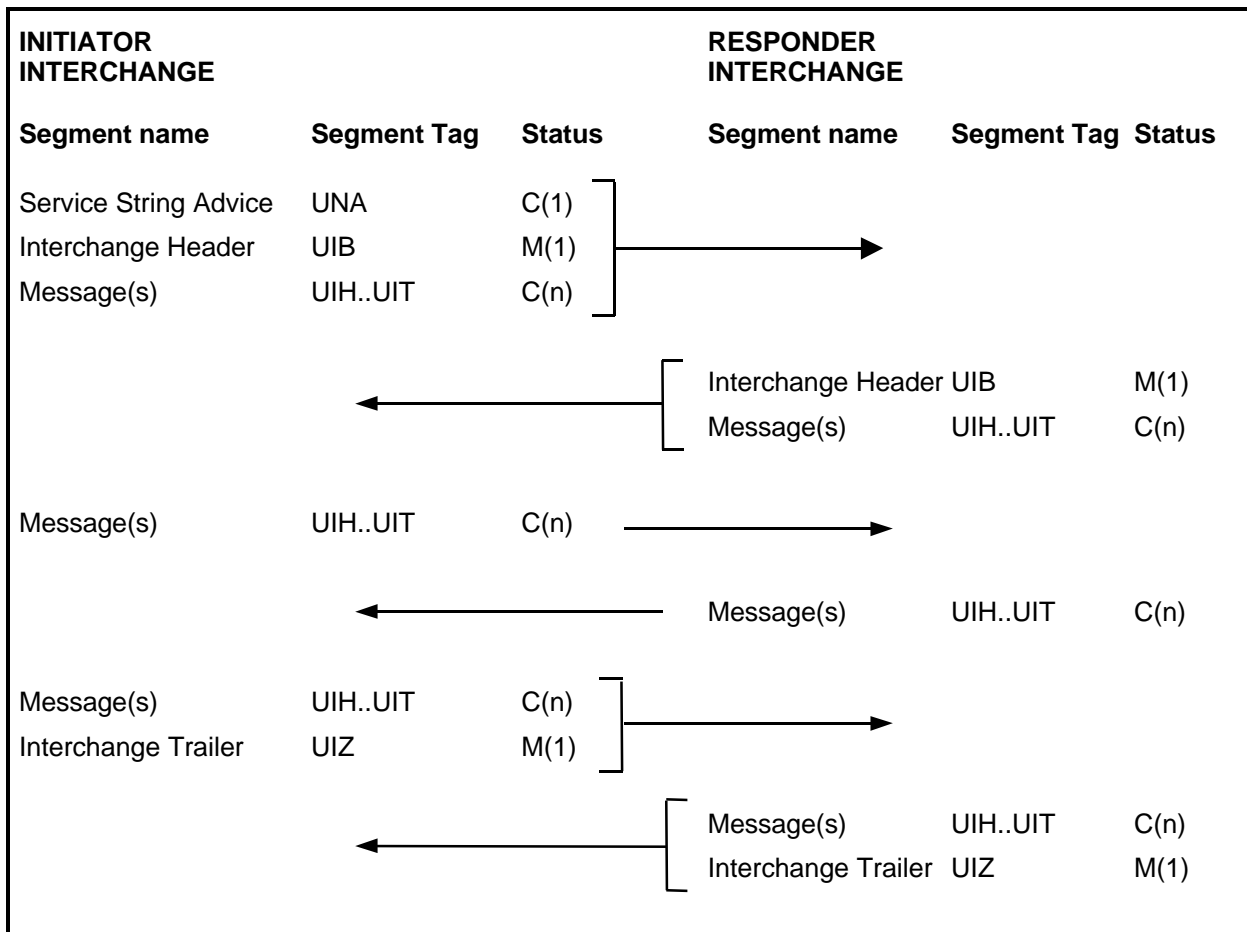 INITIATOR INTERCHANGE RESPONDER INTERCHANGE
Segment name Segment Tag Status Segment name Segment Tag Status
Service String Advice UNA C(1)
Interchange Header UIB M(1)
Message(s) UIH..UIT C(n)
Interchange Header UIB M(1)
Message(s) UIH..UIT C(n)
Message(s) UIH..UIT C(n)
Message(s) UIH..UIT C(n)
Message(s) UIH..UIT C(n)
Interchange Trailer UIZ M(1)
Message(s) UIH..UIT C(n)
Interchange Trailer UIZ M(1)